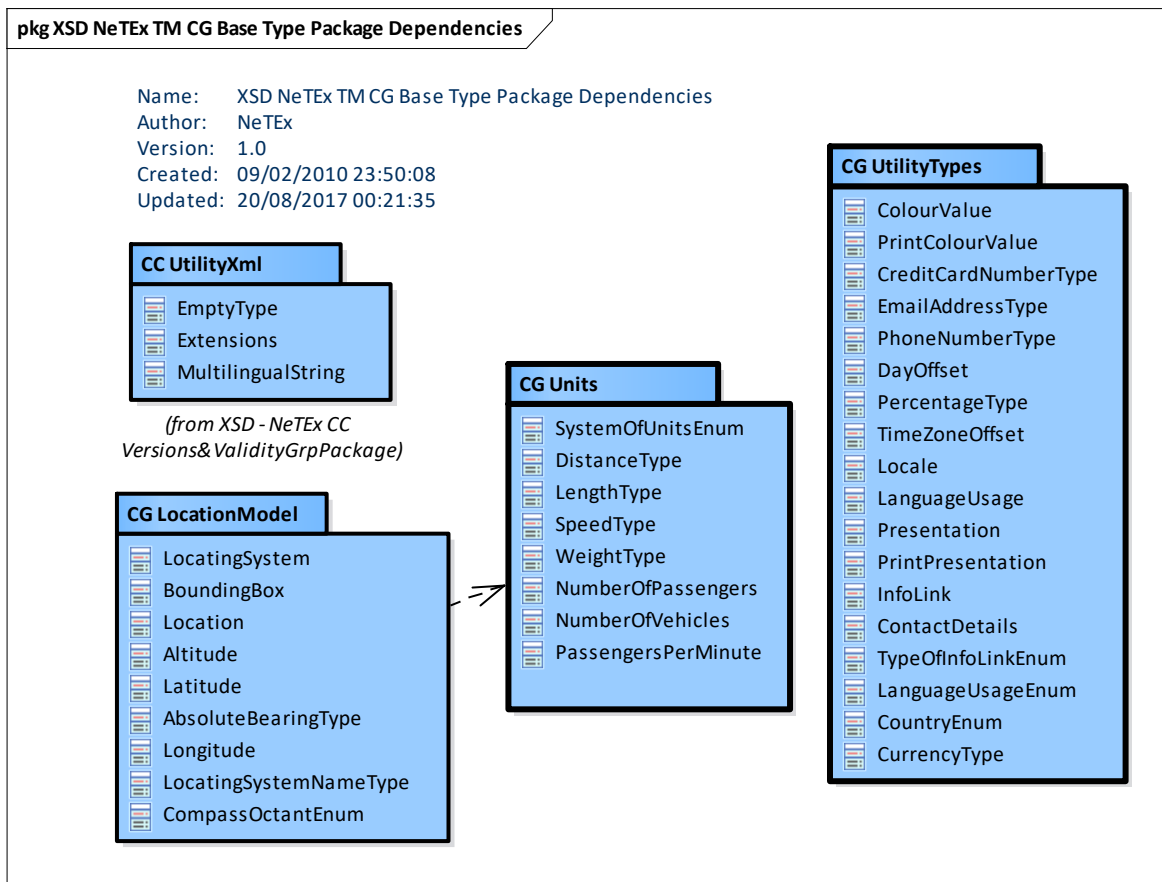 pkg XSD NeTEx TM CG Base Type Package Dependencies
Name: XSD NeTEx TM CG Base Type Package Dependencies
Author: NeTEx
Version: 1.0
Created: 09/02/2010 23:50:08
Updated: 20/08/2017 00:21:35
CC UtilityXml
EmptyType
Extensions
MultilingualString
(from XSD - NeTEx CC
Versions&ValidityGrpPackage)
CG LocationModel
LocatingSystem
BoundingBox
Location
Altitude
Latitude
AbsoluteBearingType
Longitude
LocatingSystemNameType
CompassOctantEnum
CG Units
SystemOfUnitsEnum
DistanceType
LengthType
SpeedType
WeightType
NumberOfPassengers
NumberOfVehicles
PassengersPerMinute
CG UtilityTypes
ColourValue
PrintColourValue
CreditCardNumberType
EmailAddressType
PhoneNumberType
DayOffset
PercentageType
TimeZoneOffset
Locale
LanguageUsage
Presentation
PrintPresentation
InfoLink
ContactDetails
TypeOfInfoLinkEnum
LanguageUsageEnum
CountryEnum
CurrencyType